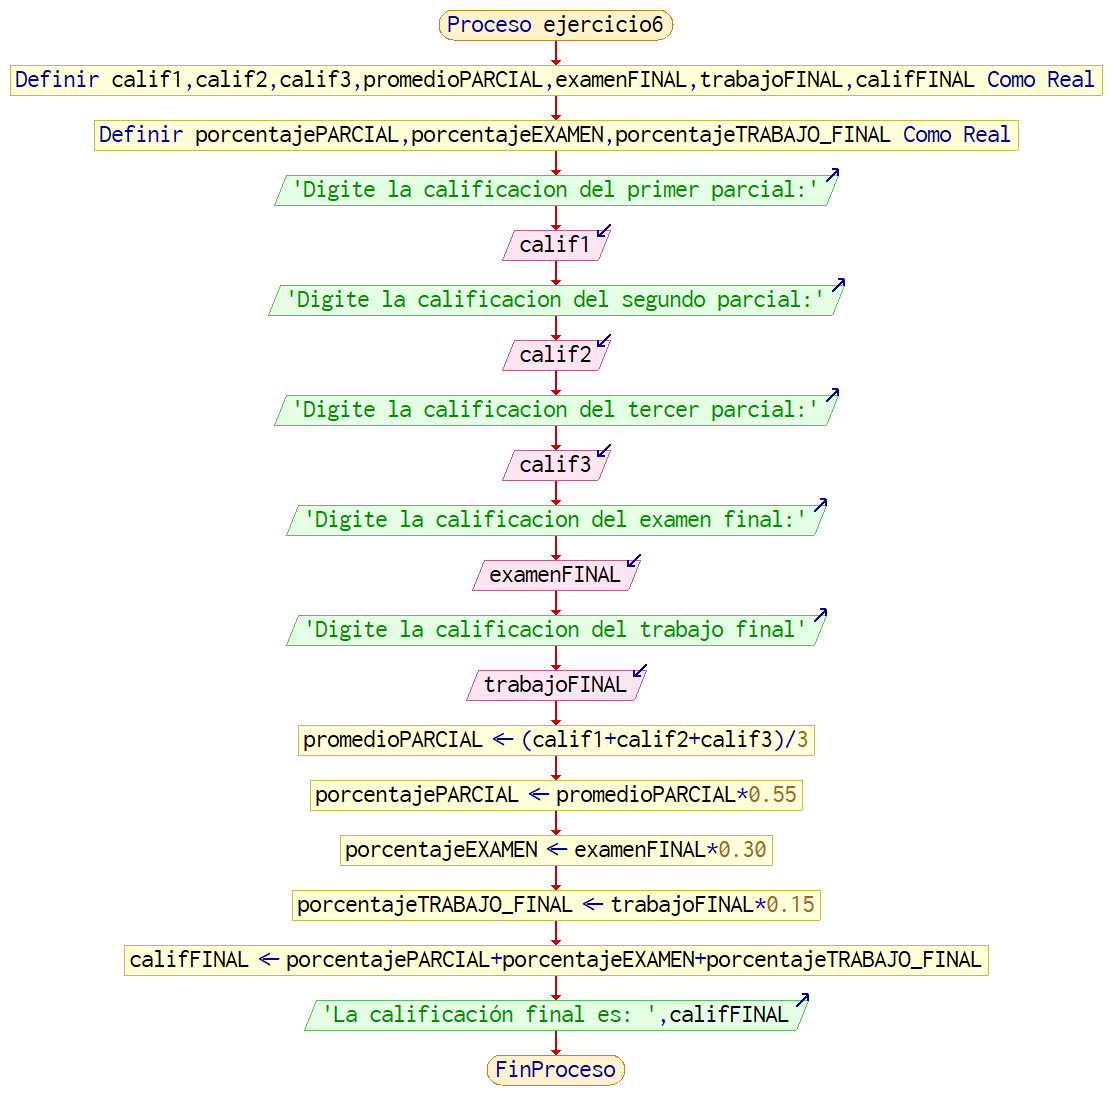 Proceso ejercicio6
Definir calif1,calif2,calif3,promedioPARCIAL,examenFINAL,trabajoFINAL,califFINAL Como Real
Definir porcentajePARCIAL,porcentajeEXAMEN,porcentajeTRABAJO_FINAL Como Real
'Digite la calificacion del primer parcial:'
calif1
'Digite la calificacion del segundo parcial:'
calif2
'Digite la calificacion del tercer parcial:'
calif3
'Digite la calificacion del examen final:'
examenFINAL
'Digite la calificacion del trabajo final'
trabajoFINAL
promedioPARCIAL ← (calif1+calif2+calif3)/3
porcentajePARCIAL ← promedioPARCIAL*0.55
porcentajeEXAMEN ← examenFINAL*0.30
porcentajeTRABAJO_FINAL ← trabajoFINAL*0.15
califFINAL ← porcentajePARCIAL+porcentajeEXAMEN+porcentajeTRABAJO_FINAL
'La calificación final es: ',califFINAL
FinProceso